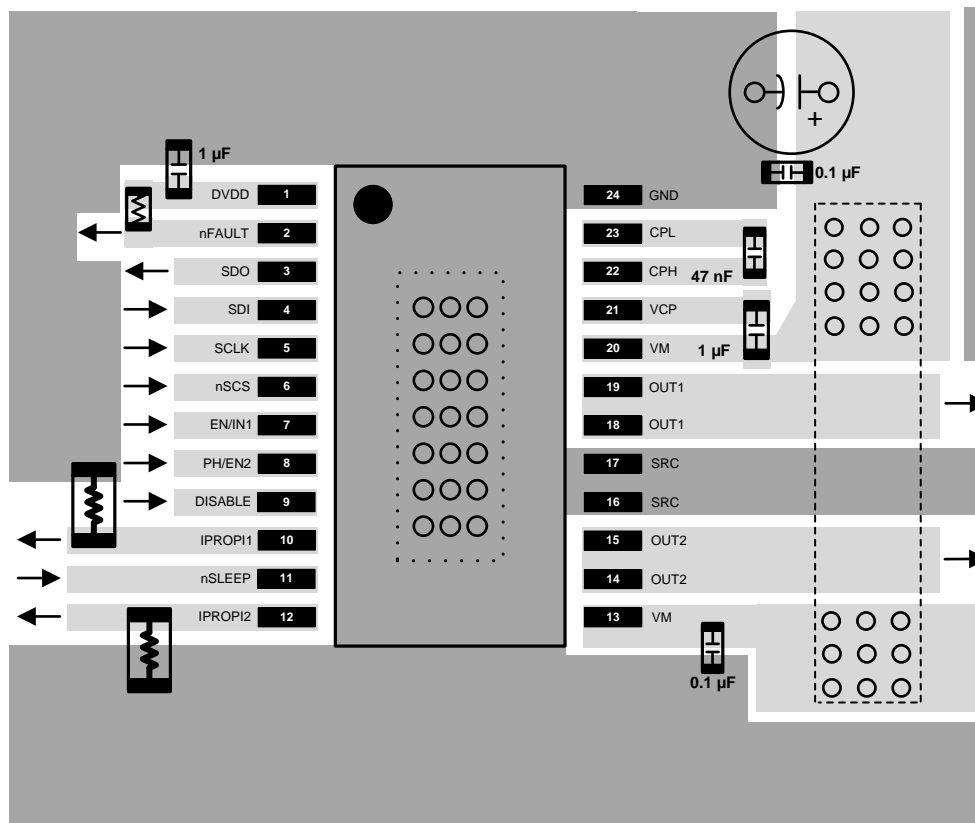 +
0.1 µF
1 µF
DVDD 1
24 GND
nFAULT 2
23 CPL
SDO 3
22 CPH 47 nF
SDI 4
21 VCP
SCLK 5
20 VM 1 µF
nSCS 6
19 OUT1
EN/IN1 7
18 OUT1
PH/EN2 8
17 SRC
DISABLE 9
16 SRC
IPROPI1 10
15 OUT2
nSLEEP 11
14 OUT2
IPROPI2 12
13 VM
0.1 µF